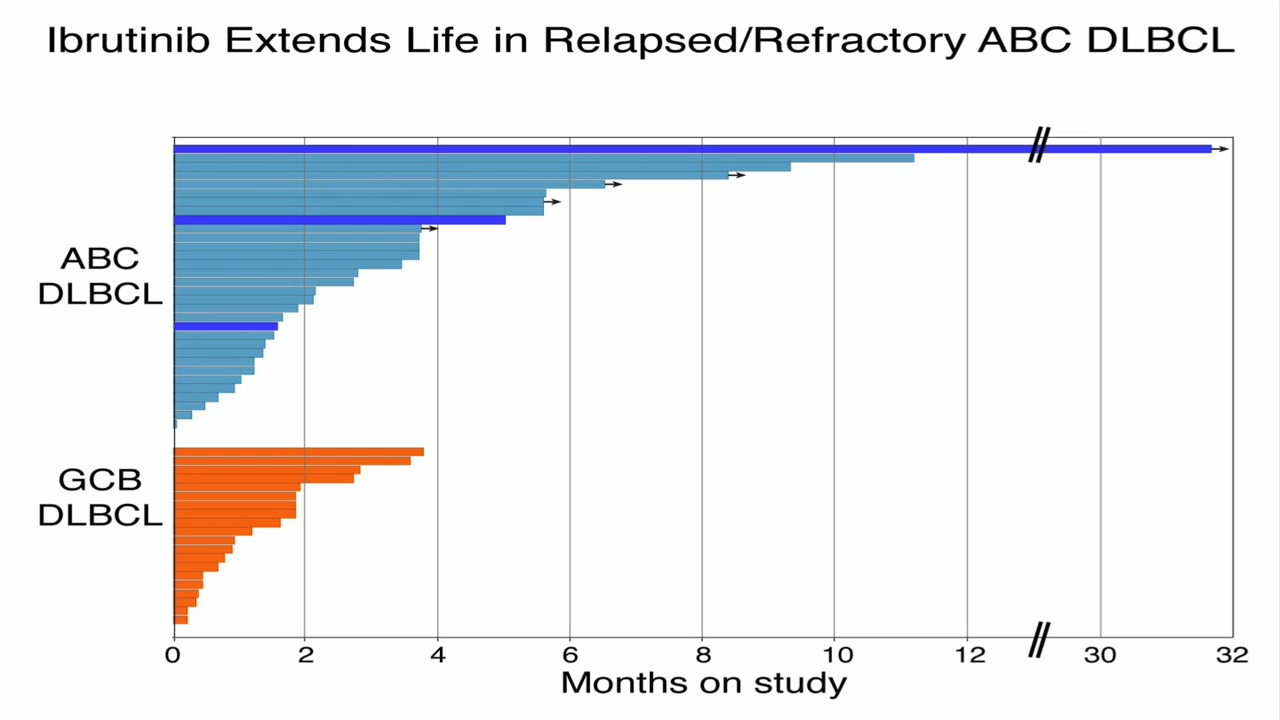 Ibrutinib Extends Life in Relapsed/Refractory ABC DLBCL
ABC
DLBCL
GCB
DLBCL
0 2 4 6 8 10 12 30 32
Months on study